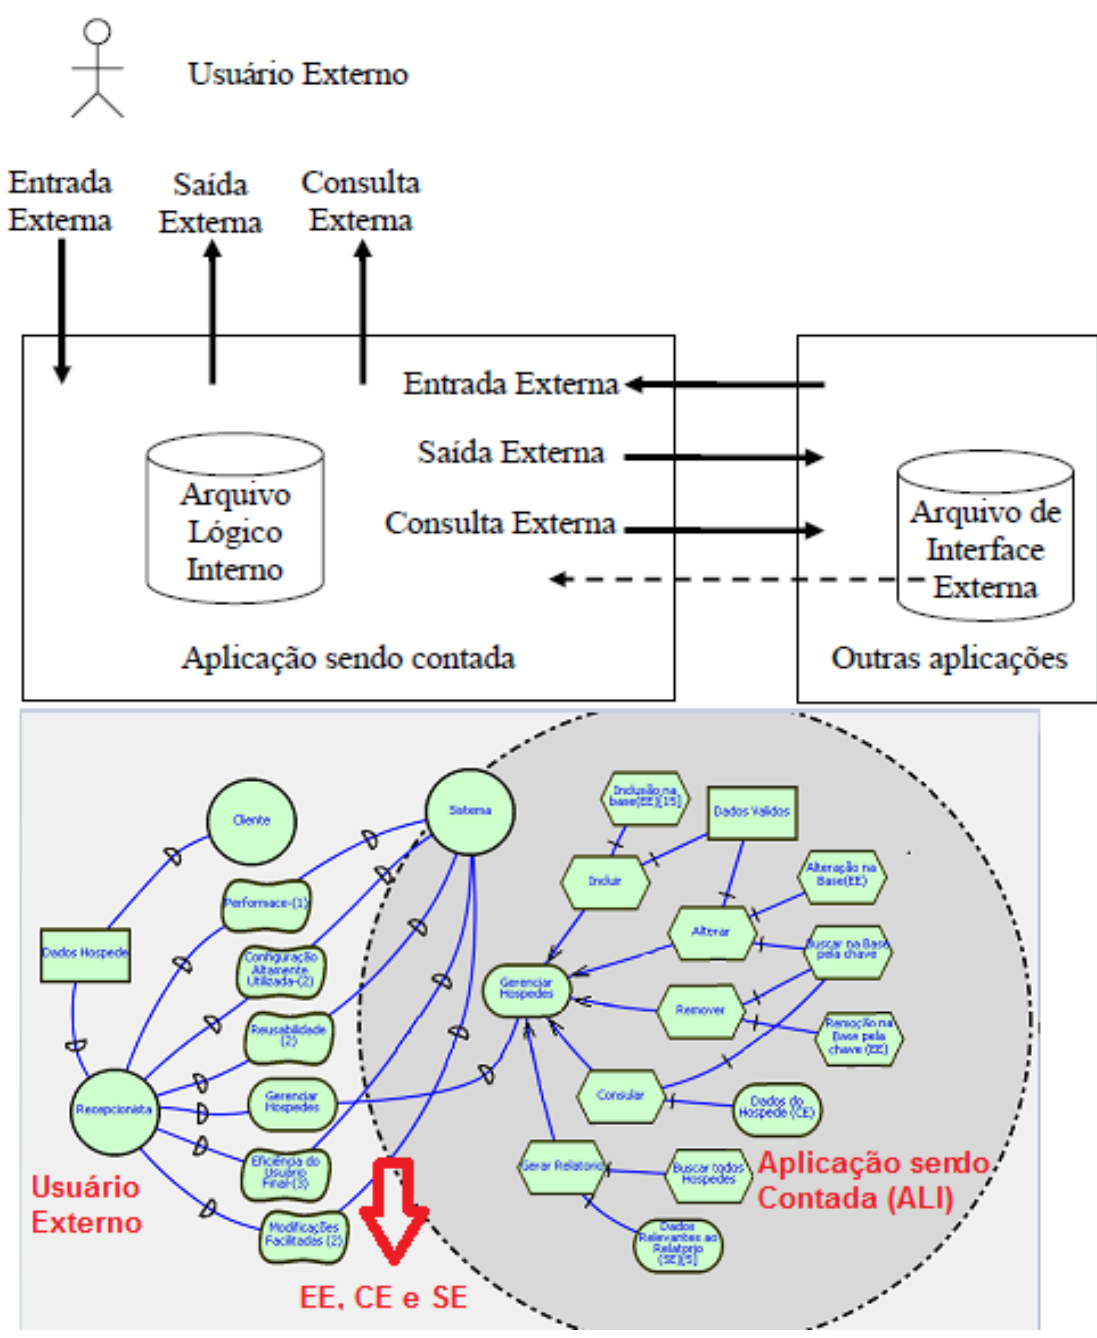 Usuário Externo
Entrada
Externa
Saída
Externa
Consulta
Externa
Entrada Externa
Saída Externa
Consulta Externa
Arquivo
Lógico
Interno
Arquivo de
Interface
Externa
Aplicação sendo contada
Outras aplicações
Cliente
Sistema
Inclusão na
base(EE)[15]
Dados Validos
Performace-(1)
Incluir
Alteração na
Base(EE)
Dados Hospede
Configuração
Altamente
Utilizada-(2)
Alterar
Buscar na Base
pela chave
Gerenciar
Hospedes
Reusabilidade
(2)
Remover
Remoção na
Base pela
chave (EE)
Recepcionista
Gerenciar
Hospedes
Consular
Dados do
Hospede (CE)
Eficiência do
Usuário
Final-(3)
Gerar Relatorio
Buscar todos
Hospedes
Aplicação sendo
Contada (ALI)
Usuário
Externo
Modificações
Facilitadas (2)
Dados
Relevantes ao
Relatorio
(SE)[5]
EE, CE e SE